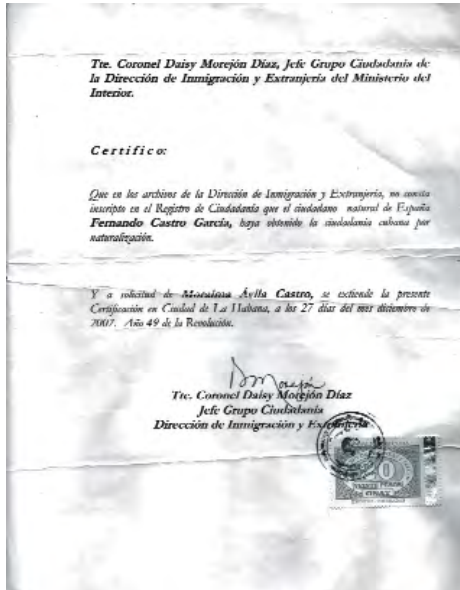 Tte. Coronel Daisy Morejón Díaz, Jefe Grupo Ciudadanía de
la Dirección de Inmigración y Extranjería del Ministerio del
Interior.
Certifico:
Que en los archivos de la Dirección de Inmigración y Extranjería, no consta
inscripto en el Registro de Ciudadanía que el ciudadano natural de España
Fernando Castro García, haya obtenido la ciudadanía cubana por
naturalización.
Y a solicitud de Ávila Castro, se extiende la presente
Certificación en Ciudad de La Habana, a los 27 días del mes diciembre de
2007. Año 49 de la Revolución.
Morejón
Tte. Coronel Daisy Morejón Díaz
Jefe Grupo Ciudadanía
Dirección de Inmigración y Extranjería
20